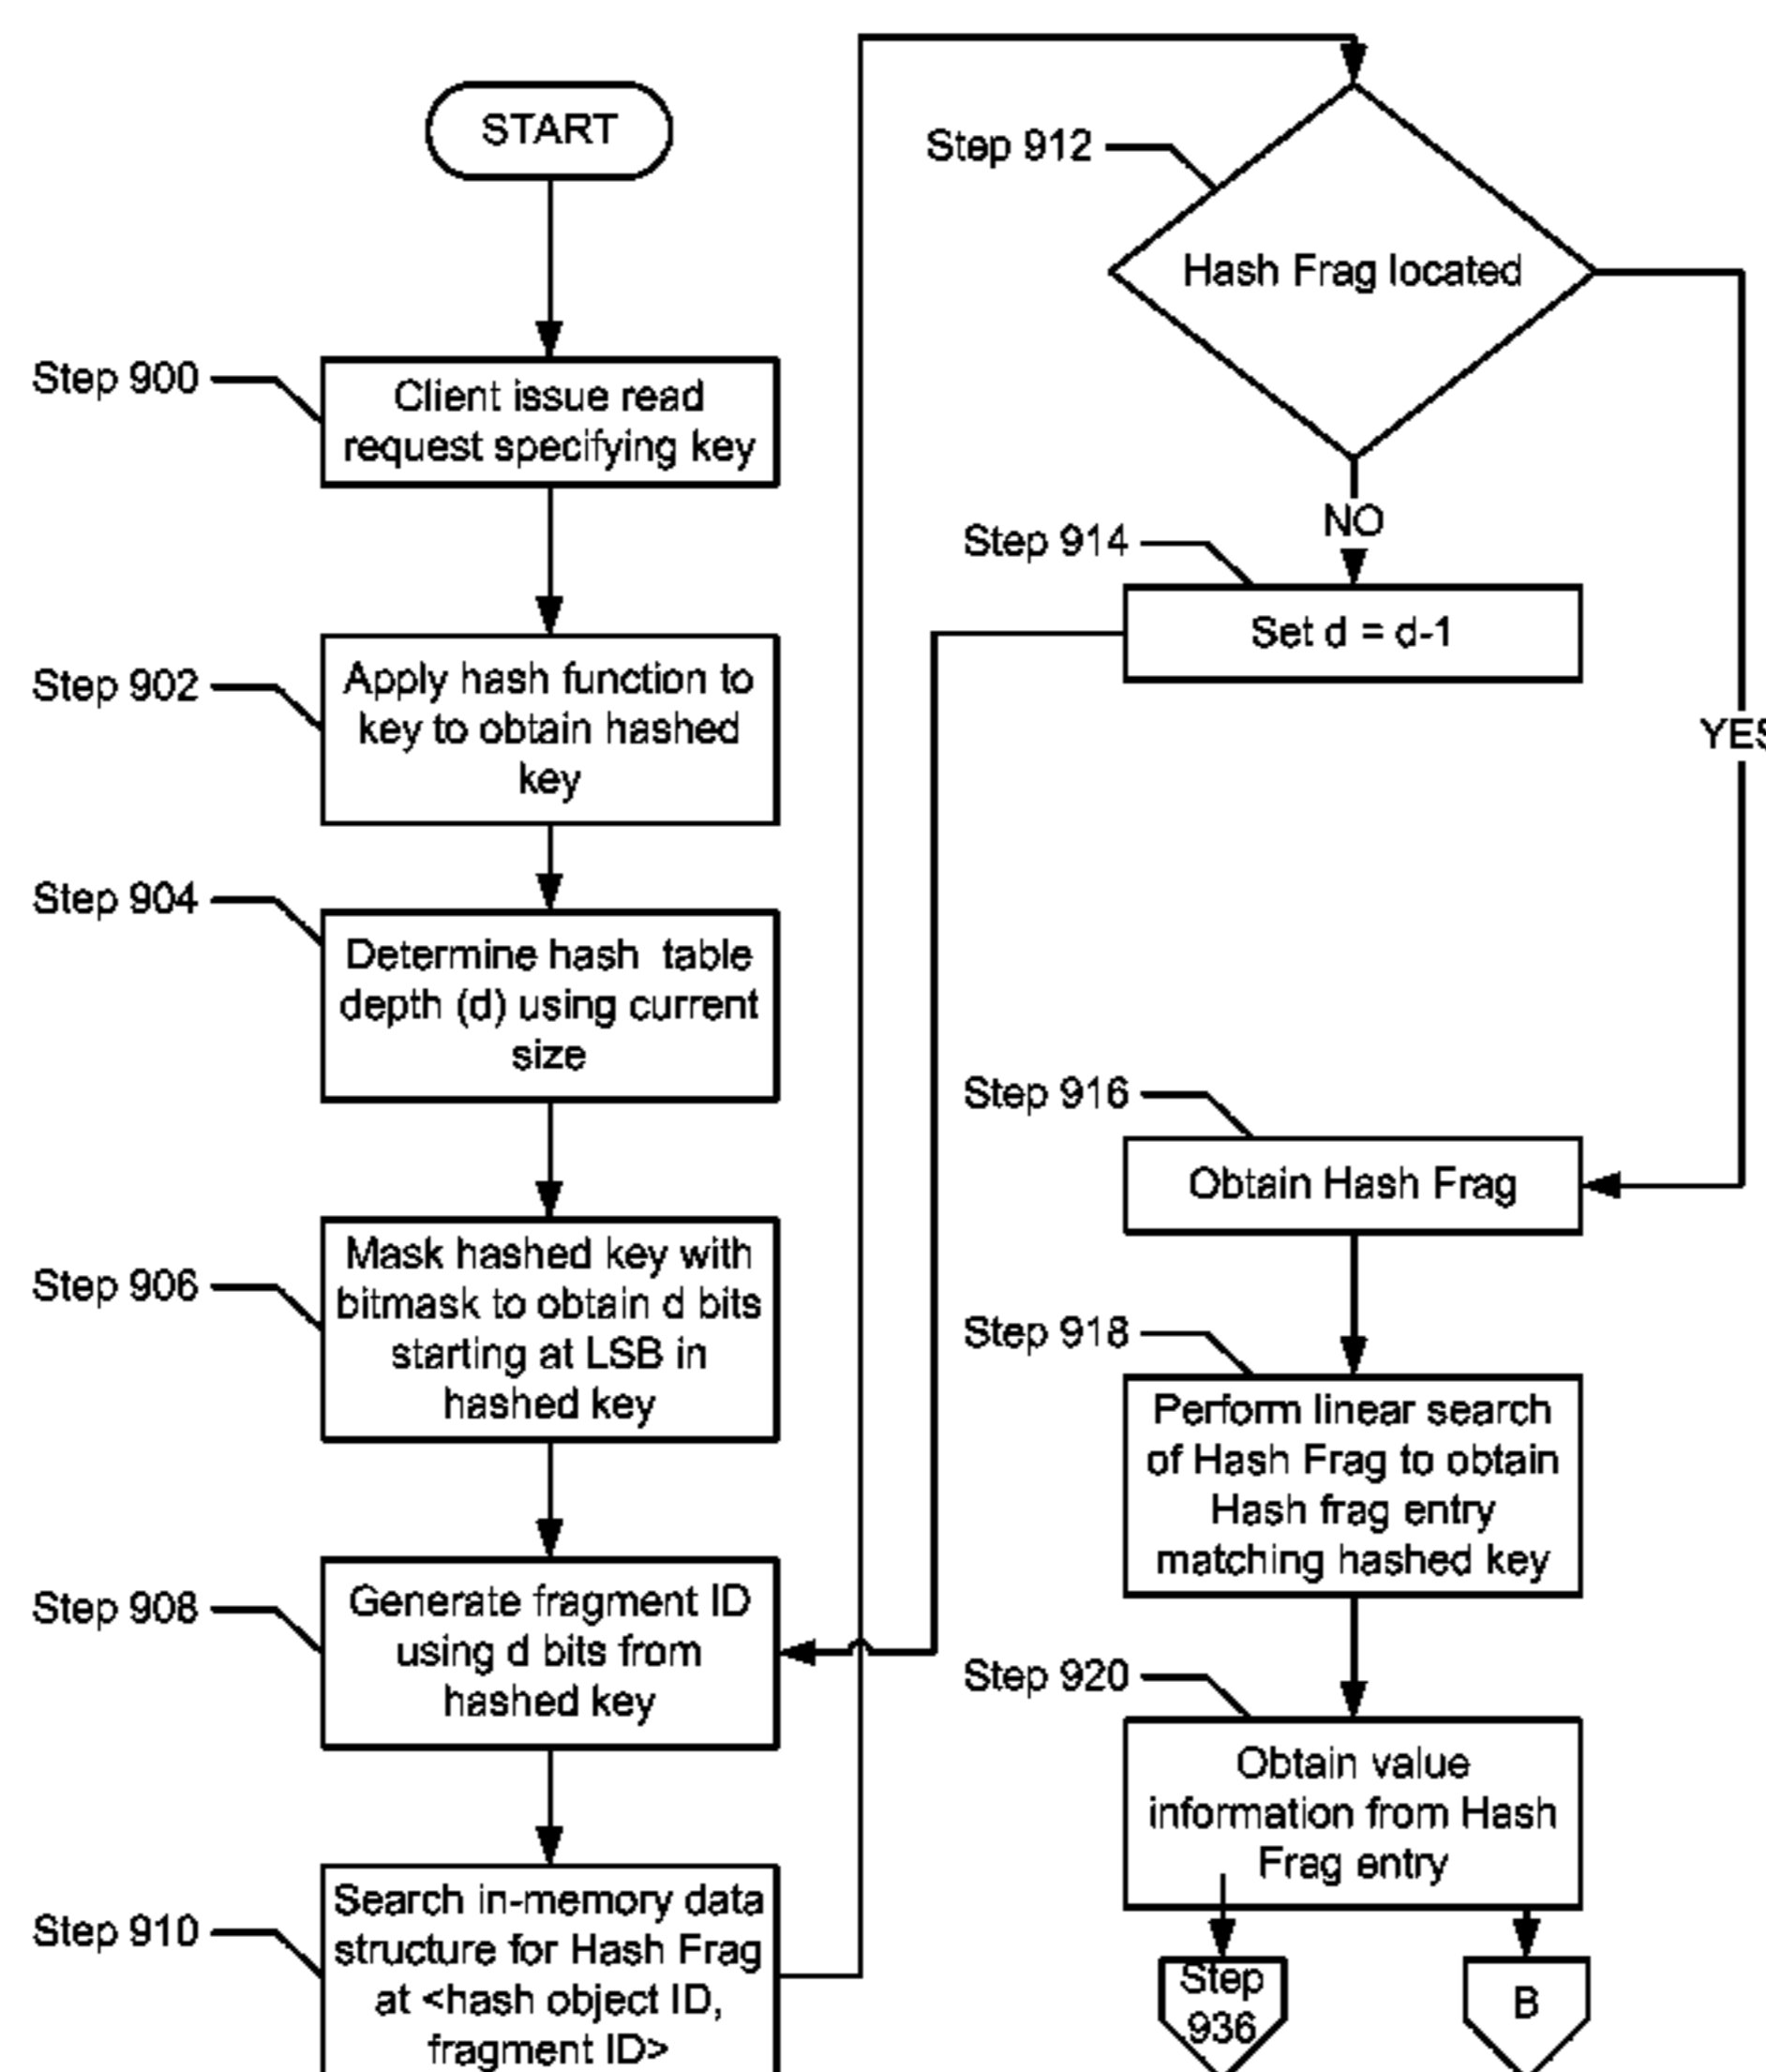 START
Step 900
Client issue read
request specifying key
Step 902
Apply hash function to
key to obtain hashed
key
Step 904
Determine hash table
depth (d) using current
size
Step 906
Mask hashed key with
bitmask to obtain d bits
starting at LSB in
hashed key
Step 908
Generate fragment ID
using d bits from
hashed key
Step 910
Search in-memory data
structure for Hash Frag
at <hash object ID,
fragment ID>
Step 912
Hash Frag located
NO
YES
Step 914
Set d = d-1
Step 916
Obtain Hash Frag
Step 918
Perform linear search
of Hash Frag to obtain
Hash frag entry
matching hashed key
Step 920
Obtain value
information from Hash
Frag entry
Step
936
B